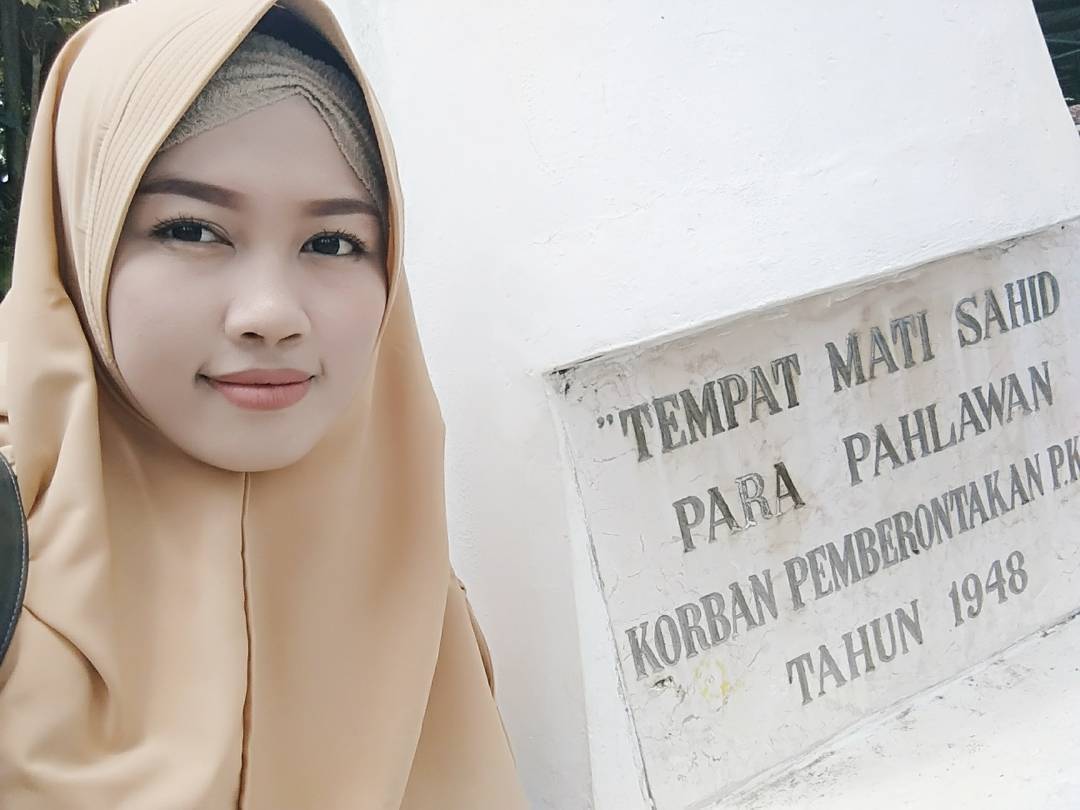 "TEMPAT MATI SAHID
PARA PAHLAWAN
KORBAN PEMBERONTAKAN P.K
TAHUN 1948